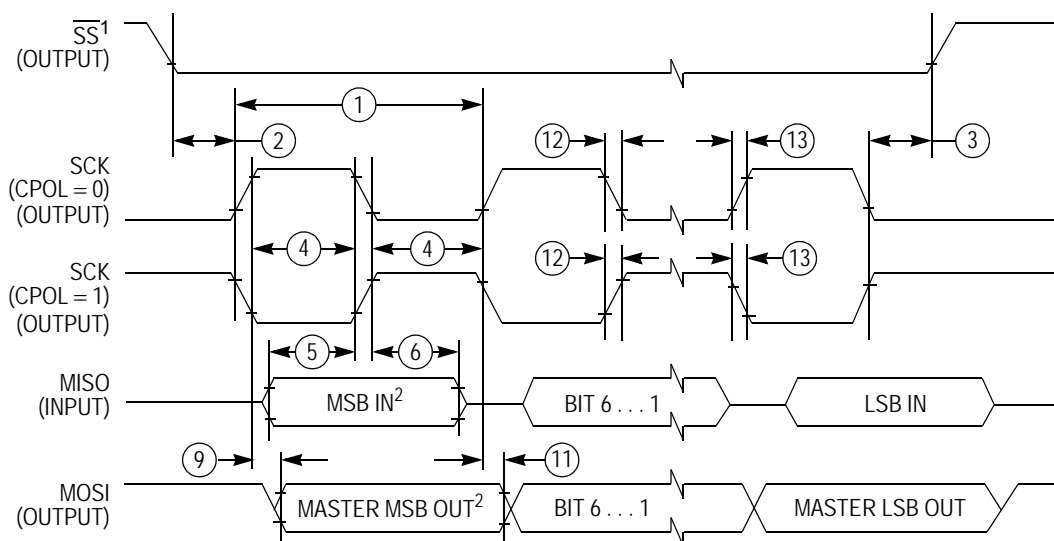 SS1
(OUTPUT)
1
2
12
13
3
SCK
(CPOL = 0)
(OUTPUT)
4
4
SCK
(CPOL = 1)
(OUTPUT)
12
13
5
6
MISO
(INPUT)
MSB IN2
BIT 6 . . . 1
LSB IN
9
11
MOSI
(OUTPUT)
MASTER MSB OUT2
BIT 6 . . . 1
MASTER LSB OUT